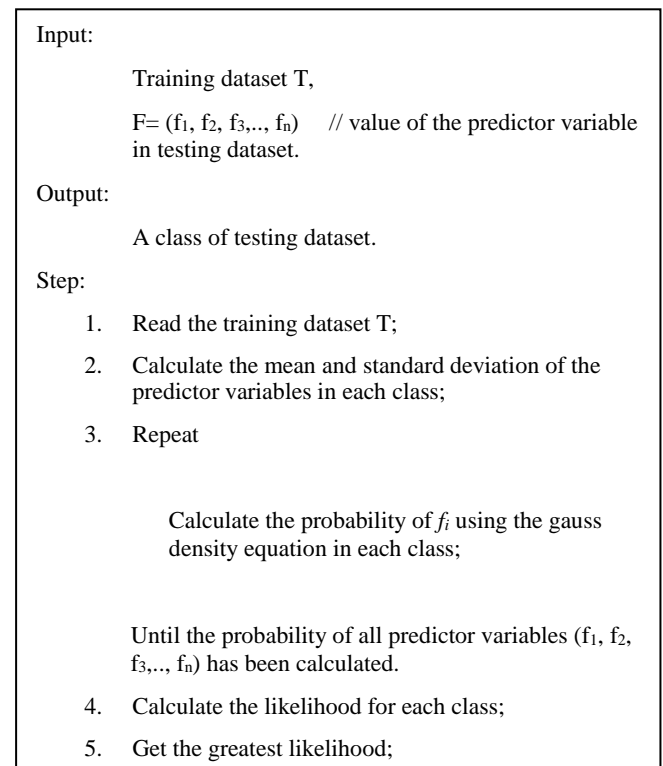 Input:
Training dataset T,
F= (f₁, f₂, f₃,.., fₙ) // value of the predictor variable
in testing dataset.
Output:
A class of testing dataset.
Step:
1. Read the training dataset T;
2. Calculate the mean and standard deviation of the
predictor variables in each class;
3. Repeat
Calculate the probability of fᵢ using the gauss
density equation in each class;
Until the probability of all predictor variables (f₁, f₂,
f₃,.., fₙ) has been calculated.
4. Calculate the likelihood for each class;
5. Get the greatest likelihood;